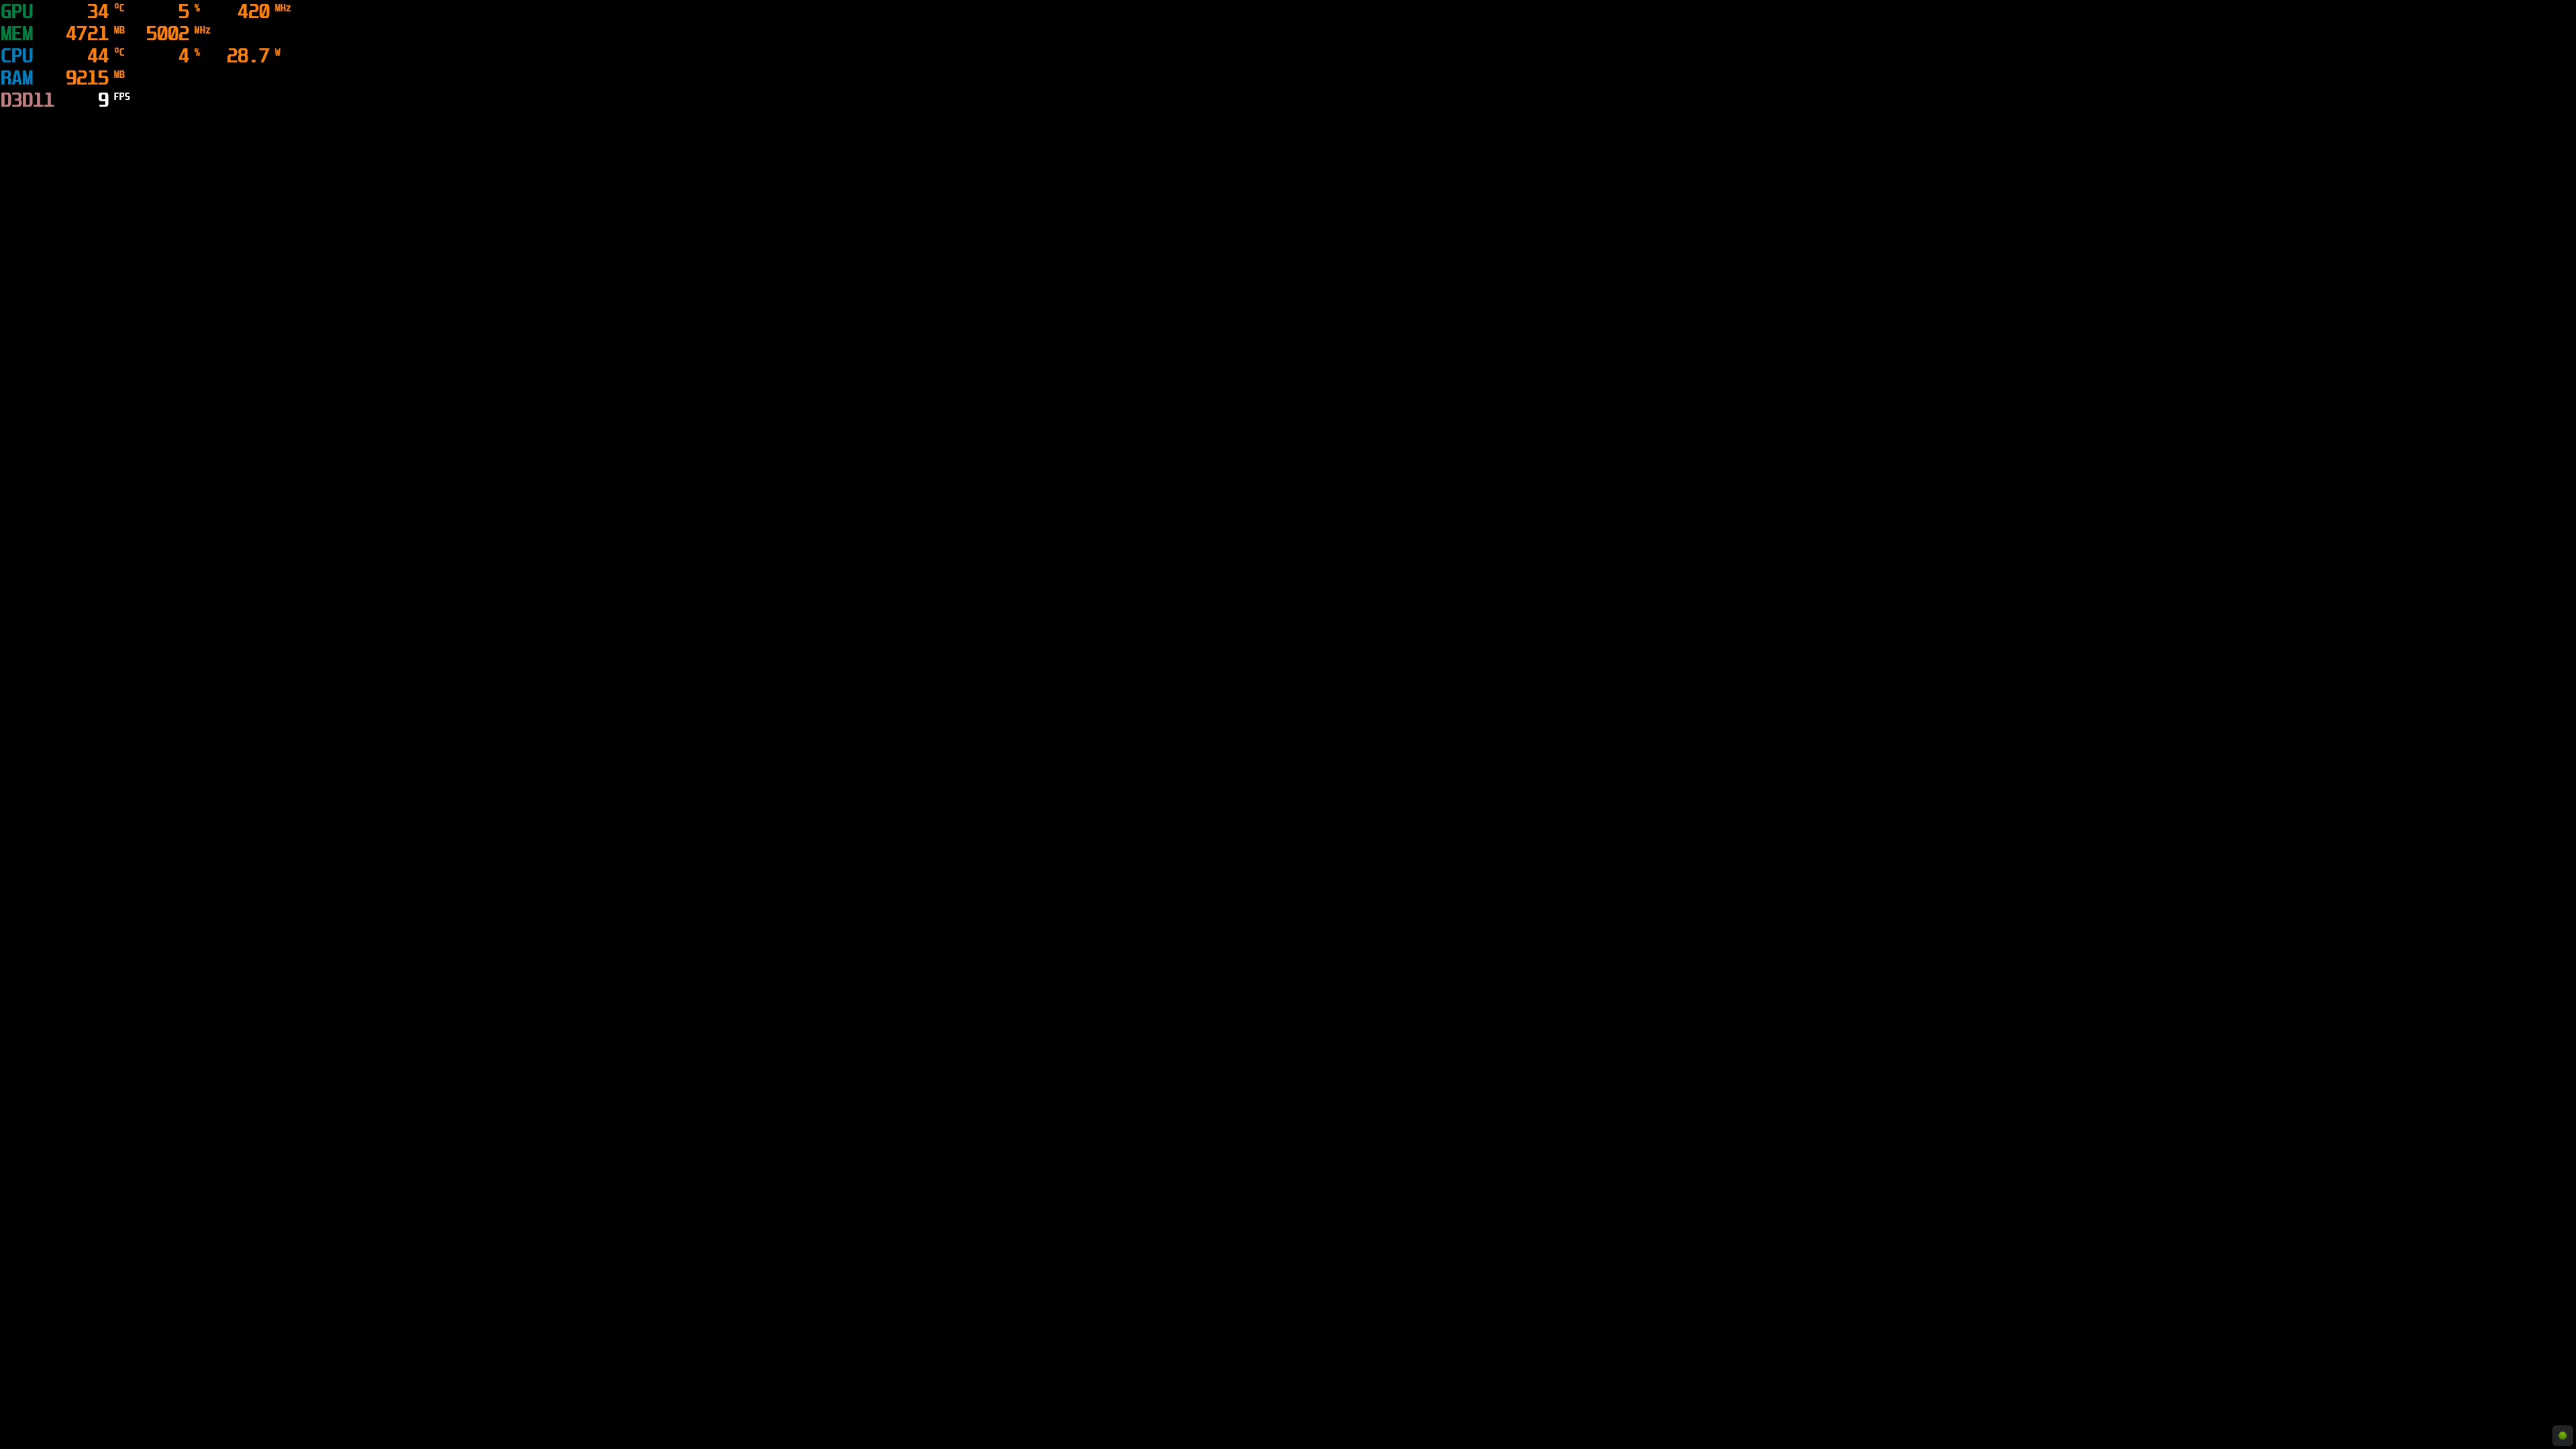 GPU 34 °C 5 % 420 MHz
MEM 4721 MB 5002 MHz
CPU 44 °C 4 % 28.7 W
RAM 9215 MB
D3D11 9 FPS